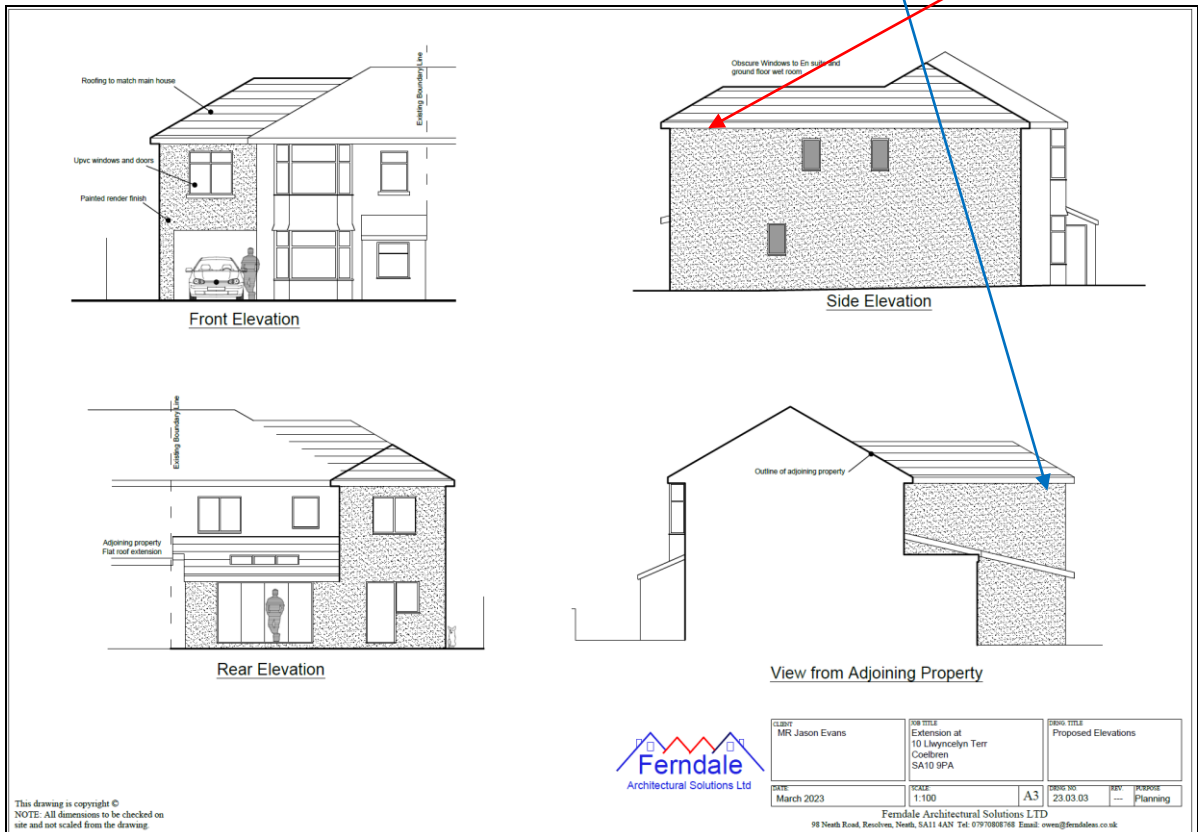 Roofing to match main house
Existing Boundary Line
Upvc windows and doors
Painted render finish
Front Elevation
Obscure Windows to En suite and
ground floor wet room
Side Elevation
Existing Boundary Line
Adjoining property
Flat roof extension
Rear Elevation
Outline of adjoining property
View from Adjoining Property
Ferndale
Architectural Solutions Ltd
CLIENT
MR Jason Evans
JOB TITLE
Extension at
10 Llwyncelyn Terr
Coelbren
SA10 9PA
DRNG. TITLE
Proposed Elevations
DATE
March 2023
SCALE
1:100
A3
DRNG. NO
23.03.03
REV
---
PURPOSE
Planning
Ferndale Architectural Solutions LTD
98 Neath Road, Resolven, Neath, SA11 4AN Tel: 07970808768 Email: owen@ferndaleas.co.uk
This drawing is copyright ©
NOTE: All dimensions to be checked on
site and not scaled from the drawing.